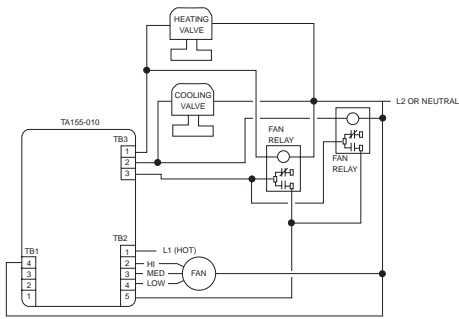 HEATING
VALVE
COOLING
VALVE
L2 OR NEUTRAL
TA155-010
FAN
RELAY
FAN
RELAY
TB3
1
2
3
TB2
1
2
3
4
5
L1 (HOT)
HI
MED
LOW
FAN
TB1
4
3
2
1